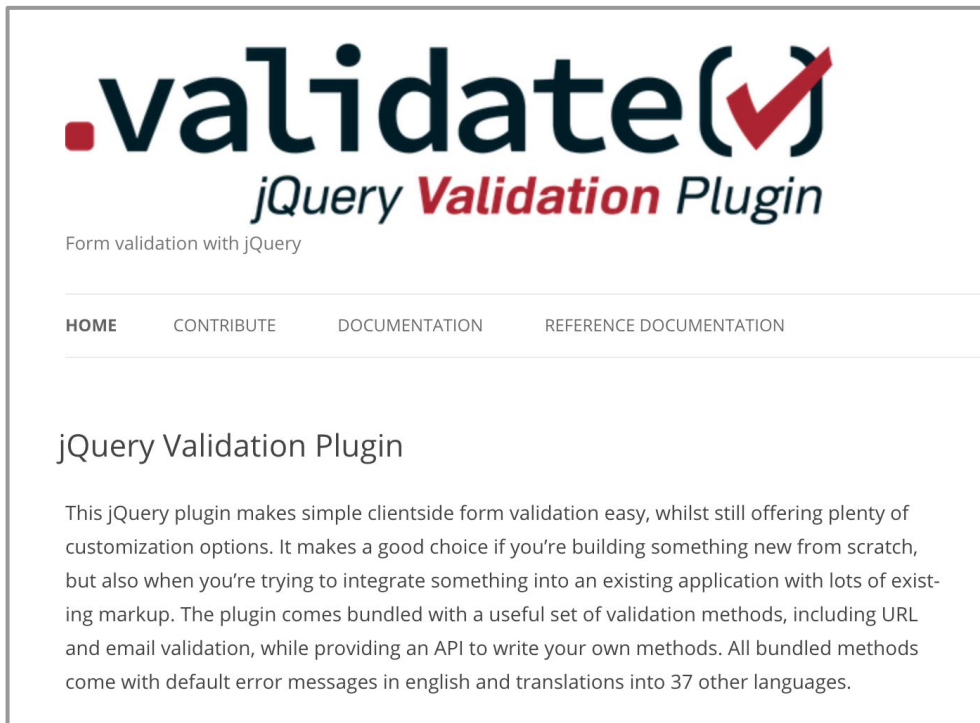 .validate(✓)
jQuery Validation Plugin
Form validation with jQuery
HOME CONTRIBUTE DOCUMENTATION REFERENCE DOCUMENTATION
jQuery Validation Plugin
This jQuery plugin makes simple clientside form validation easy, whilst still offering plenty of
customization options. It makes a good choice if you’re building something new from scratch,
but also when you’re trying to integrate something into an existing application with lots of exist-
ing markup. The plugin comes bundled with a useful set of validation methods, including URL
and email validation, while providing an API to write your own methods. All bundled methods
come with default error messages in english and translations into 37 other languages.